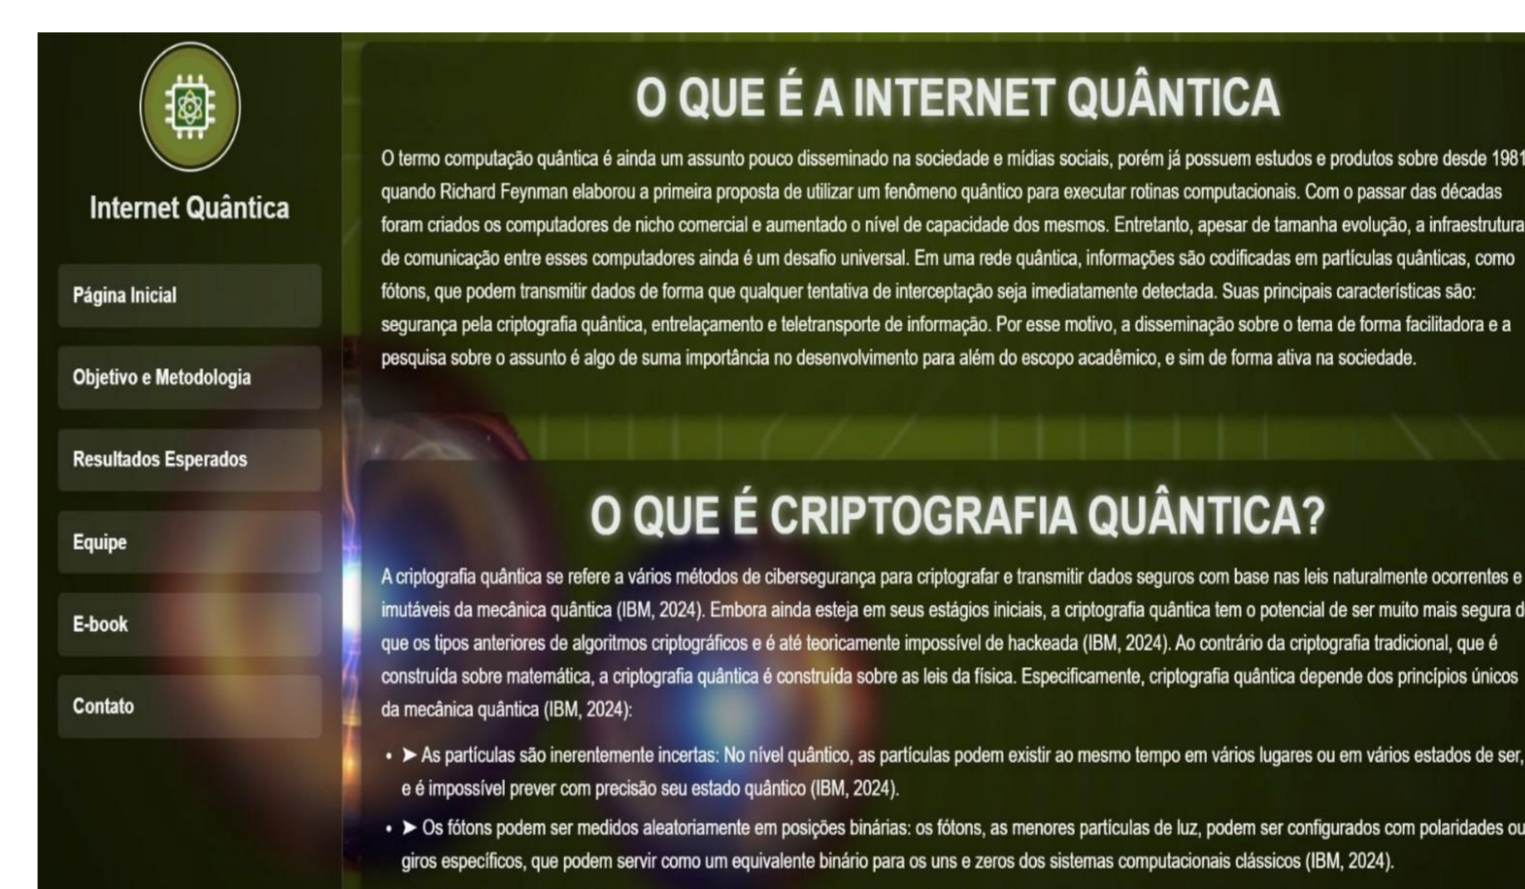 Internet Quântica
Página Inicial
Objetivo e Metodologia
Resultados Esperados
Equipe
E-book
Contato
O QUE É A INTERNET QUÂNTICA
O termo computação quântica é ainda um assunto pouco disseminado na sociedade e mídias sociais, porém já possuem estudos e produtos sobre desde 1981
quando Richard Feynman elaborou a primeira proposta de utilizar um fenômeno quântico para executar rotinas computacionais. Com o passar das décadas
foram criados os computadores de nicho comercial e aumentado o nível de capacidade dos mesmos. Entretanto, apesar de tamanha evolução, a infraestrutura
de comunicação entre esses computadores ainda é um desafio universal. Em uma rede quântica, informações são codificadas em partículas quânticas, como
fótons, que podem transmitir dados de forma que qualquer tentativa de interceptação seja imediatamente detectada. Suas principais características são:
segurança pela criptografia quântica, entrelaçamento e teletransporte de informação. Por esse motivo, a disseminação sobre o tema de forma facilitadora e a
pesquisa sobre o assunto é algo de suma importância no desenvolvimento para além do escopo acadêmico, e sim de forma ativa na sociedade.
O QUE É CRIPTOGRAFIA QUÂNTICA?
A criptografia quântica se refere a vários métodos de cibersegurança para criptografar e transmitir dados seguros com base nas leis naturalmente ocorrentes e
imutáveis da mecânica quântica (IBM, 2024). Embora ainda esteja em seus estágios iniciais, a criptografia quântica tem o potencial de ser muito mais segura d
que os tipos anteriores de algoritmos criptográficos e é até teoricamente impossível de hackeada (IBM, 2024). Ao contrário da criptografia tradicional, que é
construída sobre matemática, a criptografia quântica é construída sobre as leis da física. Especificamente, criptografia quântica depende dos princípios únicos
da mecânica quântica (IBM, 2024):
• ➤ As partículas são inerentemente incertas: No nível quântico, as partículas podem existir ao mesmo tempo em vários lugares ou em vários estados de ser,
e é impossível prever com precisão seu estado quântico (IBM, 2024).
• ➤ Os fótons podem ser medidos aleatoriamente em posições binárias: os fótons, as menores partículas de luz, podem ser configurados com polaridades ou
giros específicos, que podem servir como um equivalente binário para os uns e zeros dos sistemas computacionais clássicos (IBM, 2024).